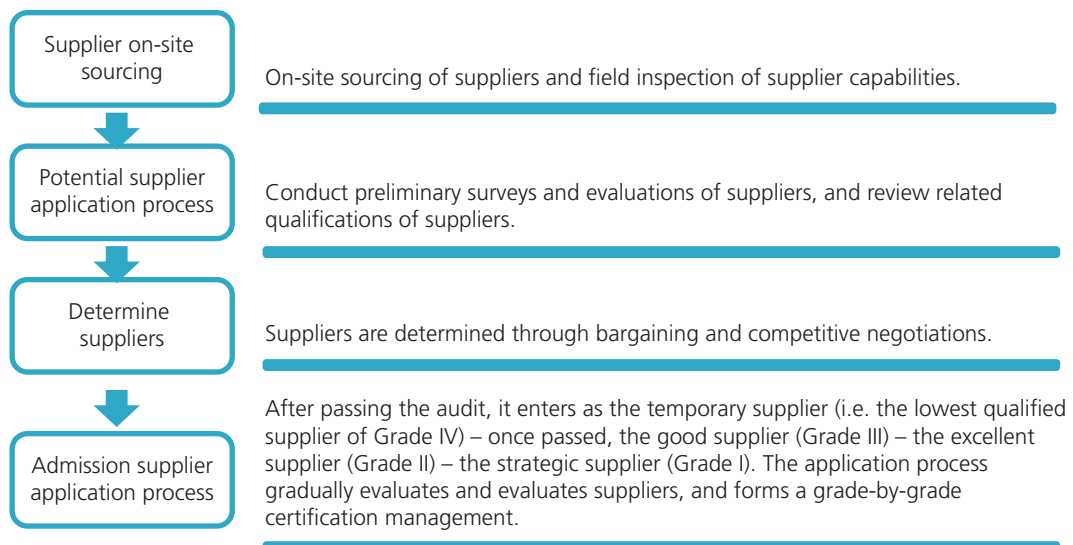 Supplier on-site
sourcing
On-site sourcing of suppliers and field inspection of supplier capabilities.
Potential supplier
application process
Conduct preliminary surveys and evaluations of suppliers, and review related
qualifications of suppliers.
Determine
suppliers
Suppliers are determined through bargaining and competitive negotiations.
Admission supplier
application process
After passing the audit, it enters as the temporary supplier (i.e. the lowest qualified
supplier of Grade IV) – once passed, the good supplier (Grade III) – the excellent
supplier (Grade II) – the strategic supplier (Grade I). The application process
gradually evaluates and evaluates suppliers, and forms a grade-by-grade
certification management.